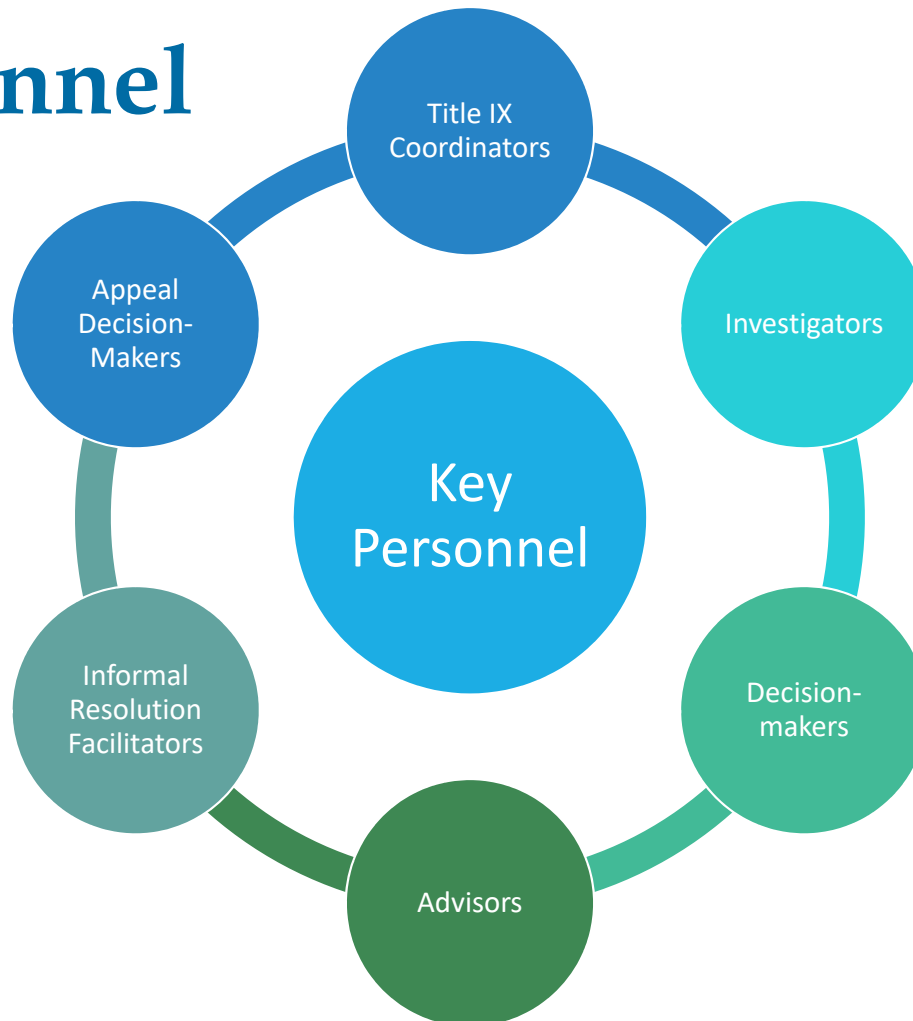 nnel
Title IX
Coordinators
Investigators
Decision-
makers
Advisors
Informal
Resolution
Facilitators
Appeal
Decision-
Makers
Key
Personnel